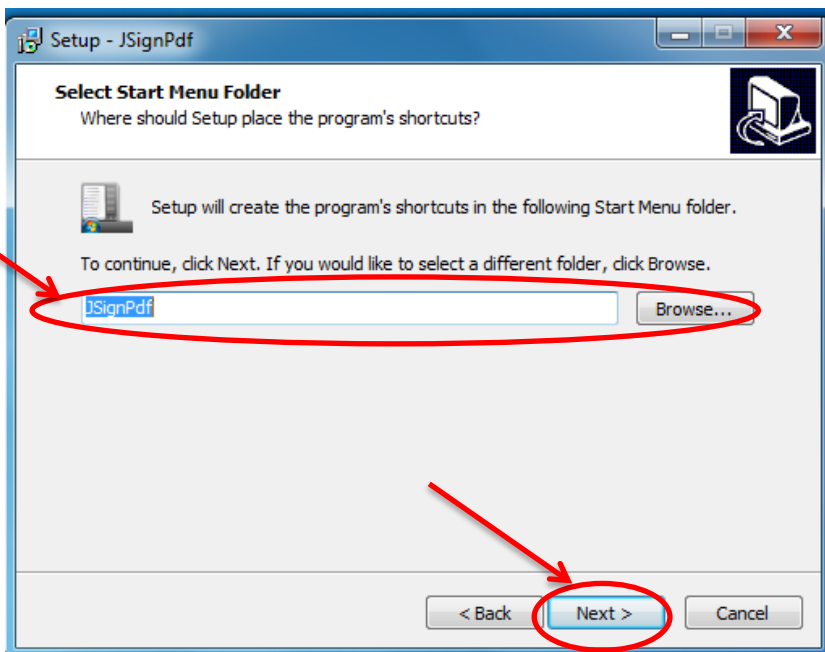 Setup - JSignPdf
Select Start Menu Folder
Where should Setup place the program's shortcuts?
Setup will create the program's shortcuts in the following Start Menu folder.
To continue, click Next. If you would like to select a different folder, click Browse.
JSignPdf
Browse...
< Back
Next >
Cancel